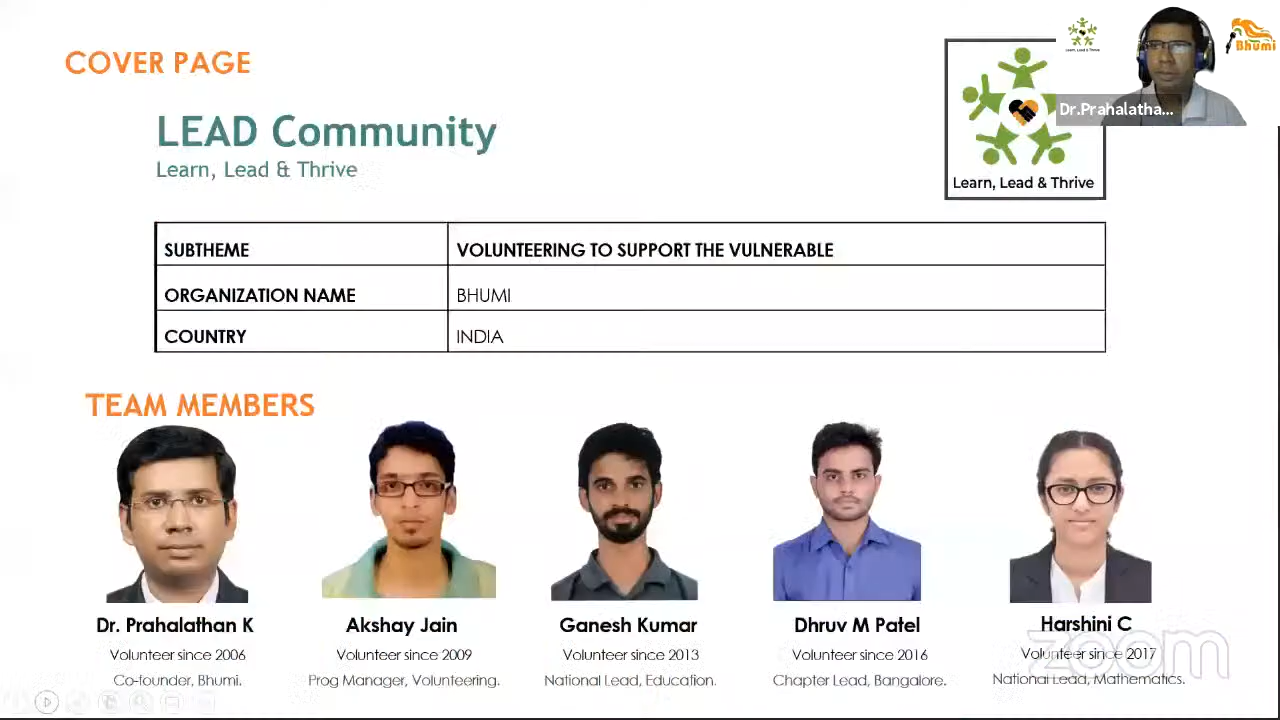 COVER PAGE
LEAD Community
Learn, Lead & Thrive
Learn, Lead & Thrive
Bhumi
Dr.Prahalatha...
Learn, Lead & Thrive
SUBTHEME VOLUNTEERING TO SUPPORT THE VULNERABLE
ORGANIZATION NAME BHUMI
COUNTRY INDIA
TEAM MEMBERS
Dr. Prahalathan K Akshay Jain Ganesh Kumar Dhruv M Patel Harshini C
Volunteer since 2006 Volunteer since 2009 Volunteer since 2013 Volunteer since 2016 Volunteer since 2017
Co-founder, Bhumi. Prog Manager, Volunteering. National Lead, Education. Chapter Lead, Bangalore. National Lead, Mathematics.
zoom